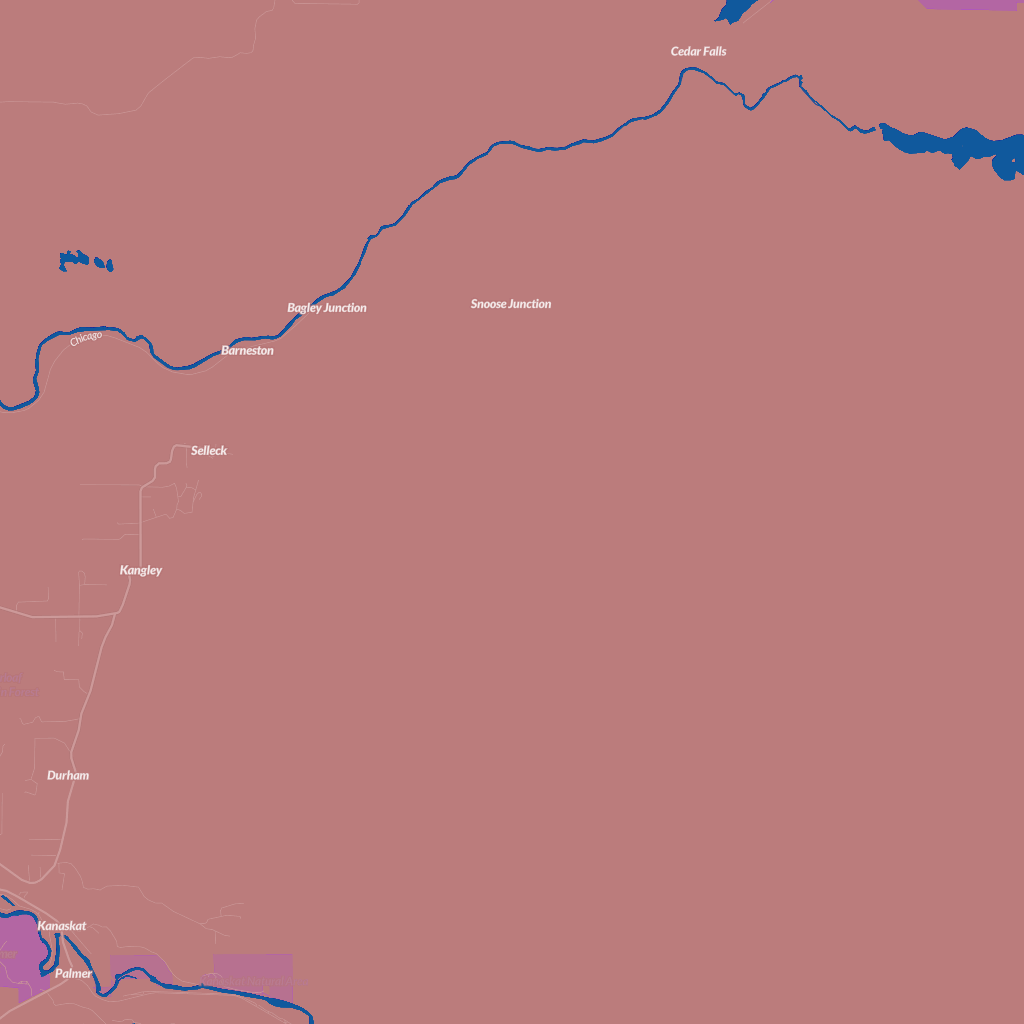 Cedar Falls
Snoose Junction
Bagley Junction
Chicago
Barneston
Selleck
Kangley
Durham
Kanaskat
Palmer